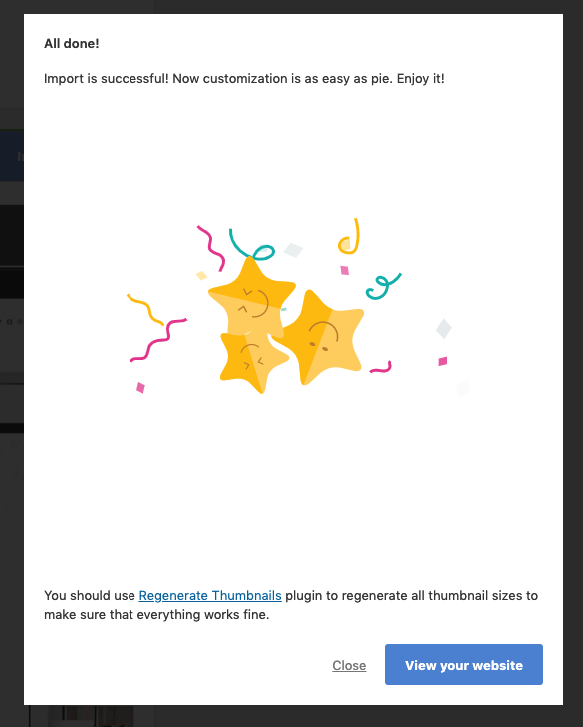 All done!
Import is successful! Now customization is as easy as pie. Enjoy it!
You should use Regenerate Thumbnails plugin to regenerate all thumbnail sizes to
make sure that everything works fine.
Close
View your website